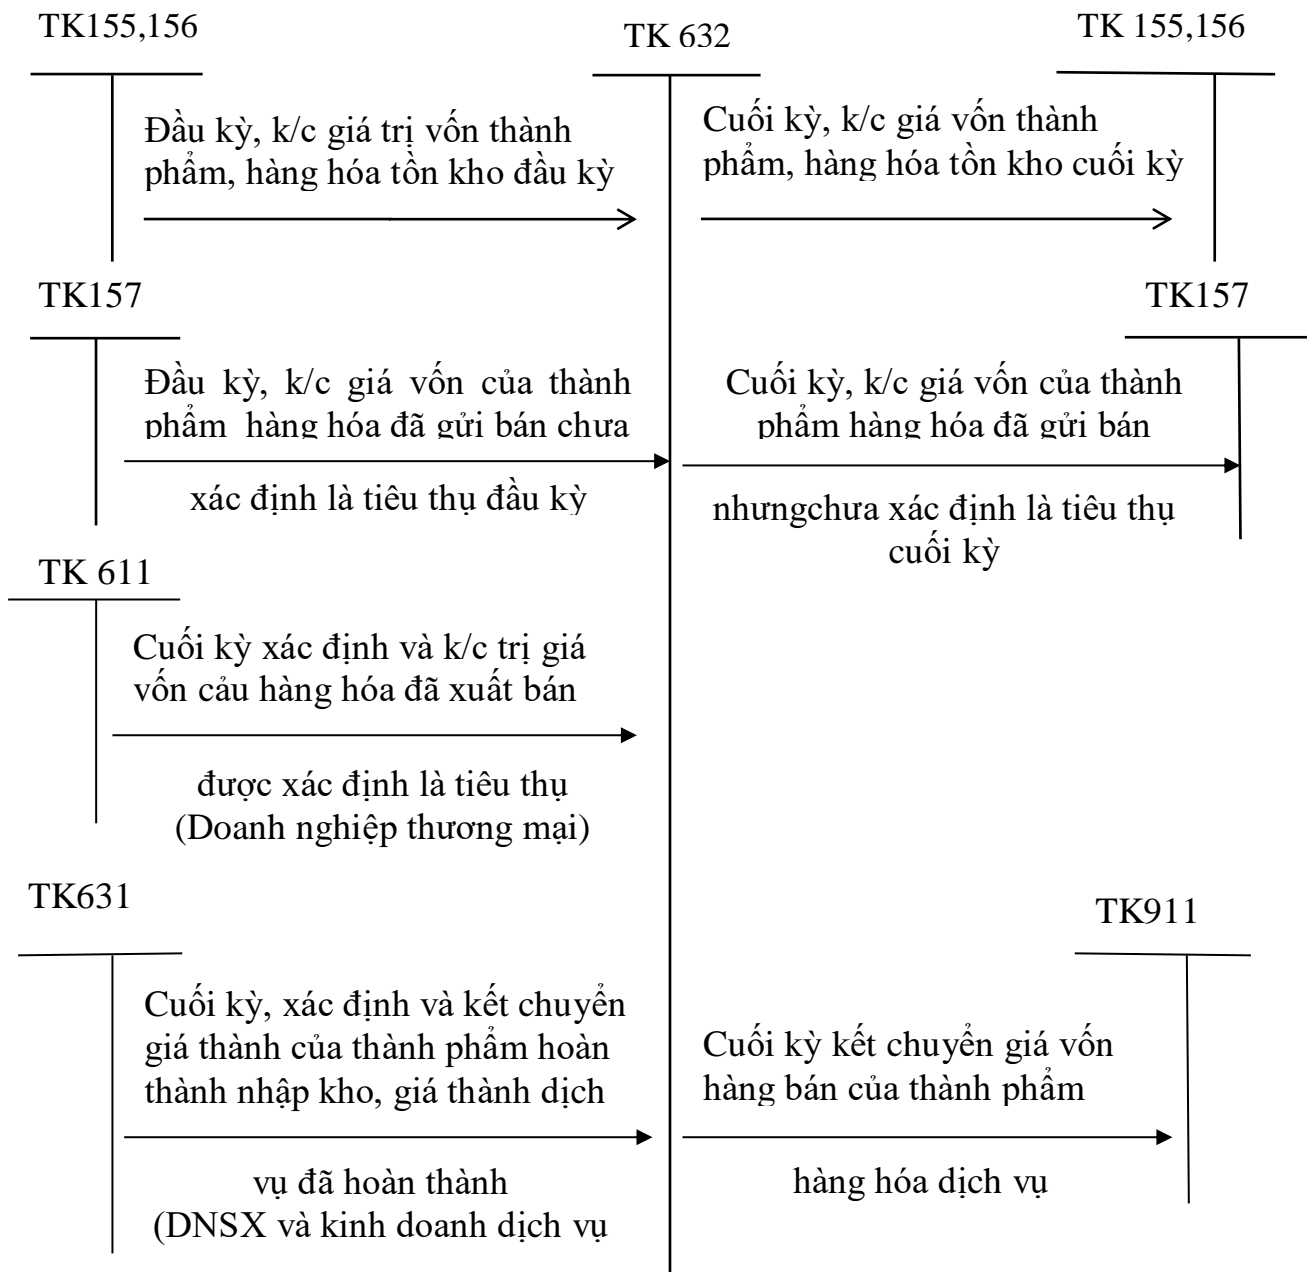 TK155,156
TK 632
TK 155,156
Đầu kỳ, k/c giá trị vốn thành
phẩm, hàng hóa tồn kho đầu kỳ
Cuối kỳ, k/c giá vốn thành
phẩm, hàng hóa tồn kho cuối kỳ
TK157
TK157
Đầu kỳ, k/c giá vốn của thành
phẩm hàng hóa đã gửi bán chưa
xác định là tiêu thụ đầu kỳ
Cuối kỳ, k/c giá vốn của thành
phẩm hàng hóa đã gửi bán
nhưngchưa xác định là tiêu thụ
cuối kỳ
TK 611
Cuối kỳ xác định và k/c trị giá
vốn cảu hàng hóa đã xuất bán
được xác định là tiêu thụ
(Doanh nghiệp thương mại)
TK631
TK911
Cuối kỳ, xác định và kết chuyển
giá thành của thành phẩm hoàn
thành nhập kho, giá thành dịch
vụ đã hoàn thành
(DNSX và kinh doanh dịch vụ
Cuối kỳ kết chuyển giá vốn
hàng bán của thành phẩm
hàng hóa dịch vụ